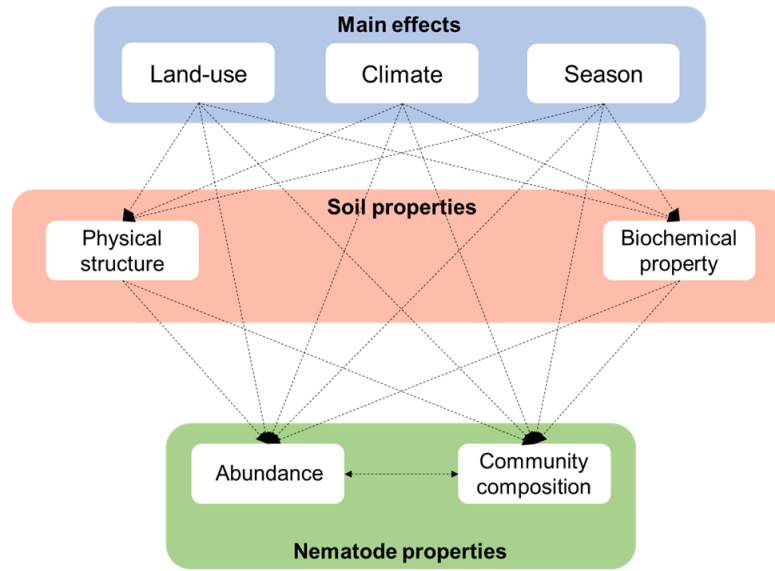 Main effects
Land-use
Climate
Season
Soil properties
Physical
structure
Biochemical
property
Abundance
Community
composition
Nematode properties